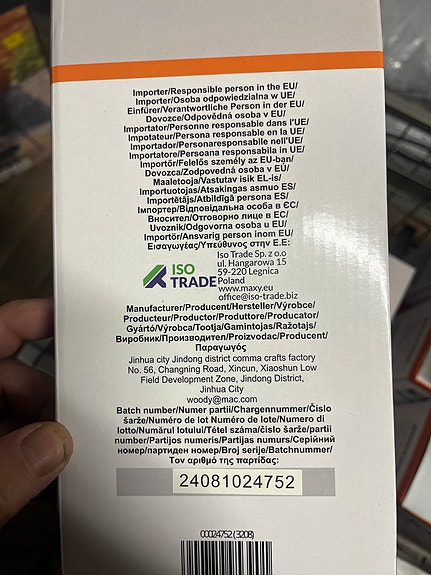 Importer/Responsible person in the EU/
Importer/Osoba odpowiedzialna w UE/
Einfürer/Verantwortliche Person in der EU/
Dovozce/Odpovědná osoba v EU/
Importator/Personne responsable dans l'UE/
Impotateur/Persona responsable en la UE/
Importador/Personaresponsabile nell'UE/
Importatore/Persoana responsabila in UE/
Importőr/Felelős személy az EU-ban/
Dovozca/Zodpovedná osoba v EÚ/
Maaletooja/Vastutav isik EL-is/
Importuotojas/Atsakingas asmuo ES/
Importētājs/Atbildīgā persona ES/
Імпортер/Відповідальна особа в ЄС/
Вносител/Отговорно лице в ЕС/
Uvoznik/Odgovorna osoba u EU/
Importör/Ansvarig person inom EU/
Εισαγωγέας/Υπεύθυνος στην Ε.Ε:
ISO TRADE
Iso Trade Sp. z o.o
ul. Hangarowa 15
59-220 Legnica
Poland
www.maxy.eu
office@iso-trade.biz
Manufacturer/Producent/Hersteller/Výrobce/
Producteur/Productor/Produttore/Producator/
Gyártó/Výrobca/Tootja/Gamintojas/Ražotajs/
Виробник/Производител/Proizvodac/Producent/
Παραγωγός
Jinhua city Jindong district comma crafts factory
No. 56, Changning Road, Xincun, Xiaoshun Low
Field Development Zone, Jindong District,
Jinhua City
woody@mac.com
Batch number/Numer partii/Chargennummer/Číslo
šarže/Numéro de lot/Número de lote/Numero di
lotto/Numărul lotului/Tétel száma/číslo šarže/partii
number/Partijos numeris/Partijas numurs/Серійний
номер/партиден номер/Broj serije/Batchnummer/
Τον αριθμό της παρτίδας:
24081024752
00024752 (3208)